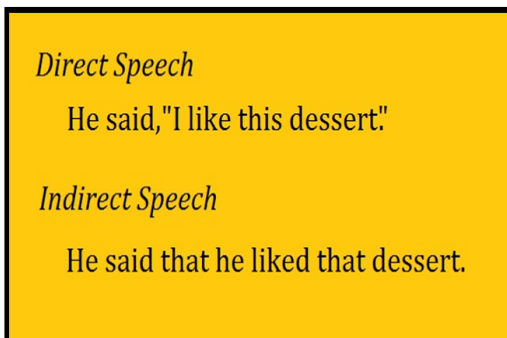 Direct Speech
He said,"I like this dessert."
Indirect Speech
He said that he liked that dessert.